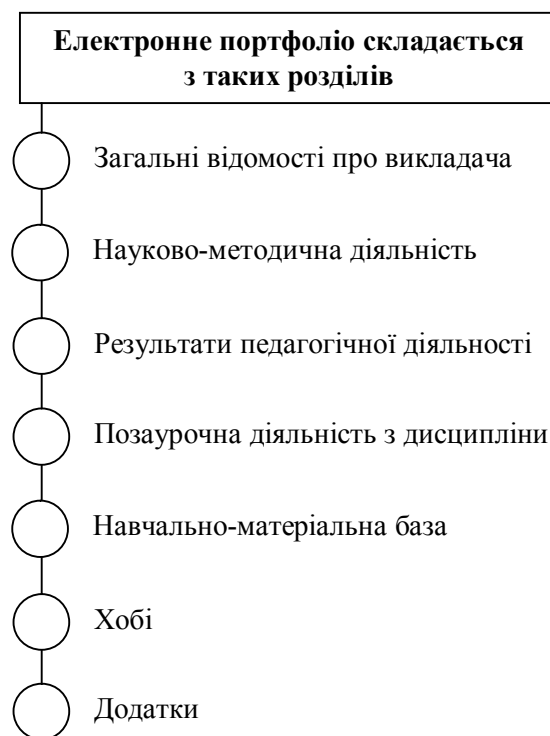 Електронне портфоліо складається
з таких розділів
Загальні відомості про викладача
Науково-методична діяльність
Результати педагогічної діяльності
Позаурочна діяльність з дисципліни
Навчально-матеріальна база
Хобі
Додатки